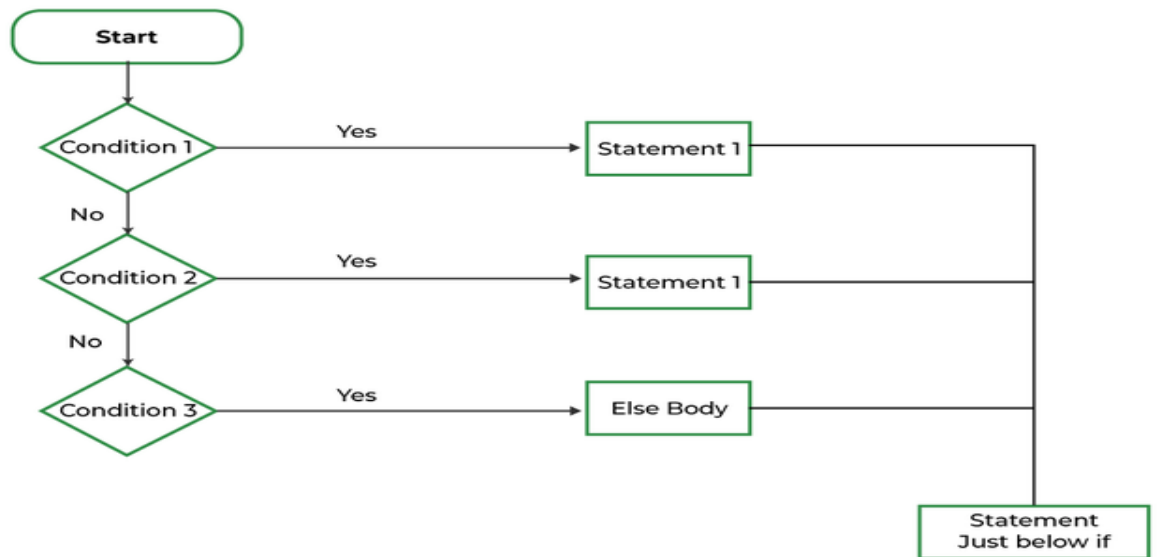 Start
Condition 1
Yes
Statement 1
No
Condition 2
Yes
Statement 1
No
Condition 3
Yes
Else Body
Statement
Just below if